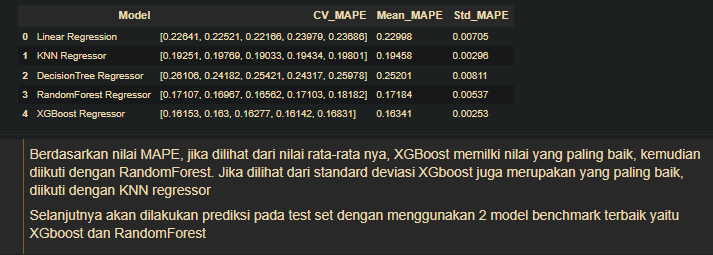 Model CV_MAPE Mean_MAPE Std_MAPE
0 Linear Regression [0.22641, 0.22521, 0.22166, 0.23979, 0.23686] 0.22998 0.00705
1 KNN Regressor [0.19251, 0.19769, 0.19033, 0.19434, 0.19801] 0.19458 0.00296
2 DecisionTree Regressor [0.26106, 0.24182, 0.25421, 0.24317, 0.25978] 0.25201 0.00811
3 RandomForest Regressor [0.17107, 0.16967, 0.16562, 0.17103, 0.18182] 0.17184 0.00537
4 XGBoost Regressor [0.16153, 0.163, 0.16277, 0.16142, 0.16831] 0.16341 0.00253
Berdasarkan nilai MAPE, jika dilihat dari nilai rata-rata nya, XGBoost memilki nilai yang paling baik, kemudian
diikuti dengan RandomForest. Jika dilihat dari standard deviasi XGboost juga merupakan yang paling baik,
diikuti dengan KNN regressor
Selanjutnya akan dilakukan prediksi pada test set dengan menggunakan 2 model benchmark terbaik yaitu
XGboost dan RandomForest